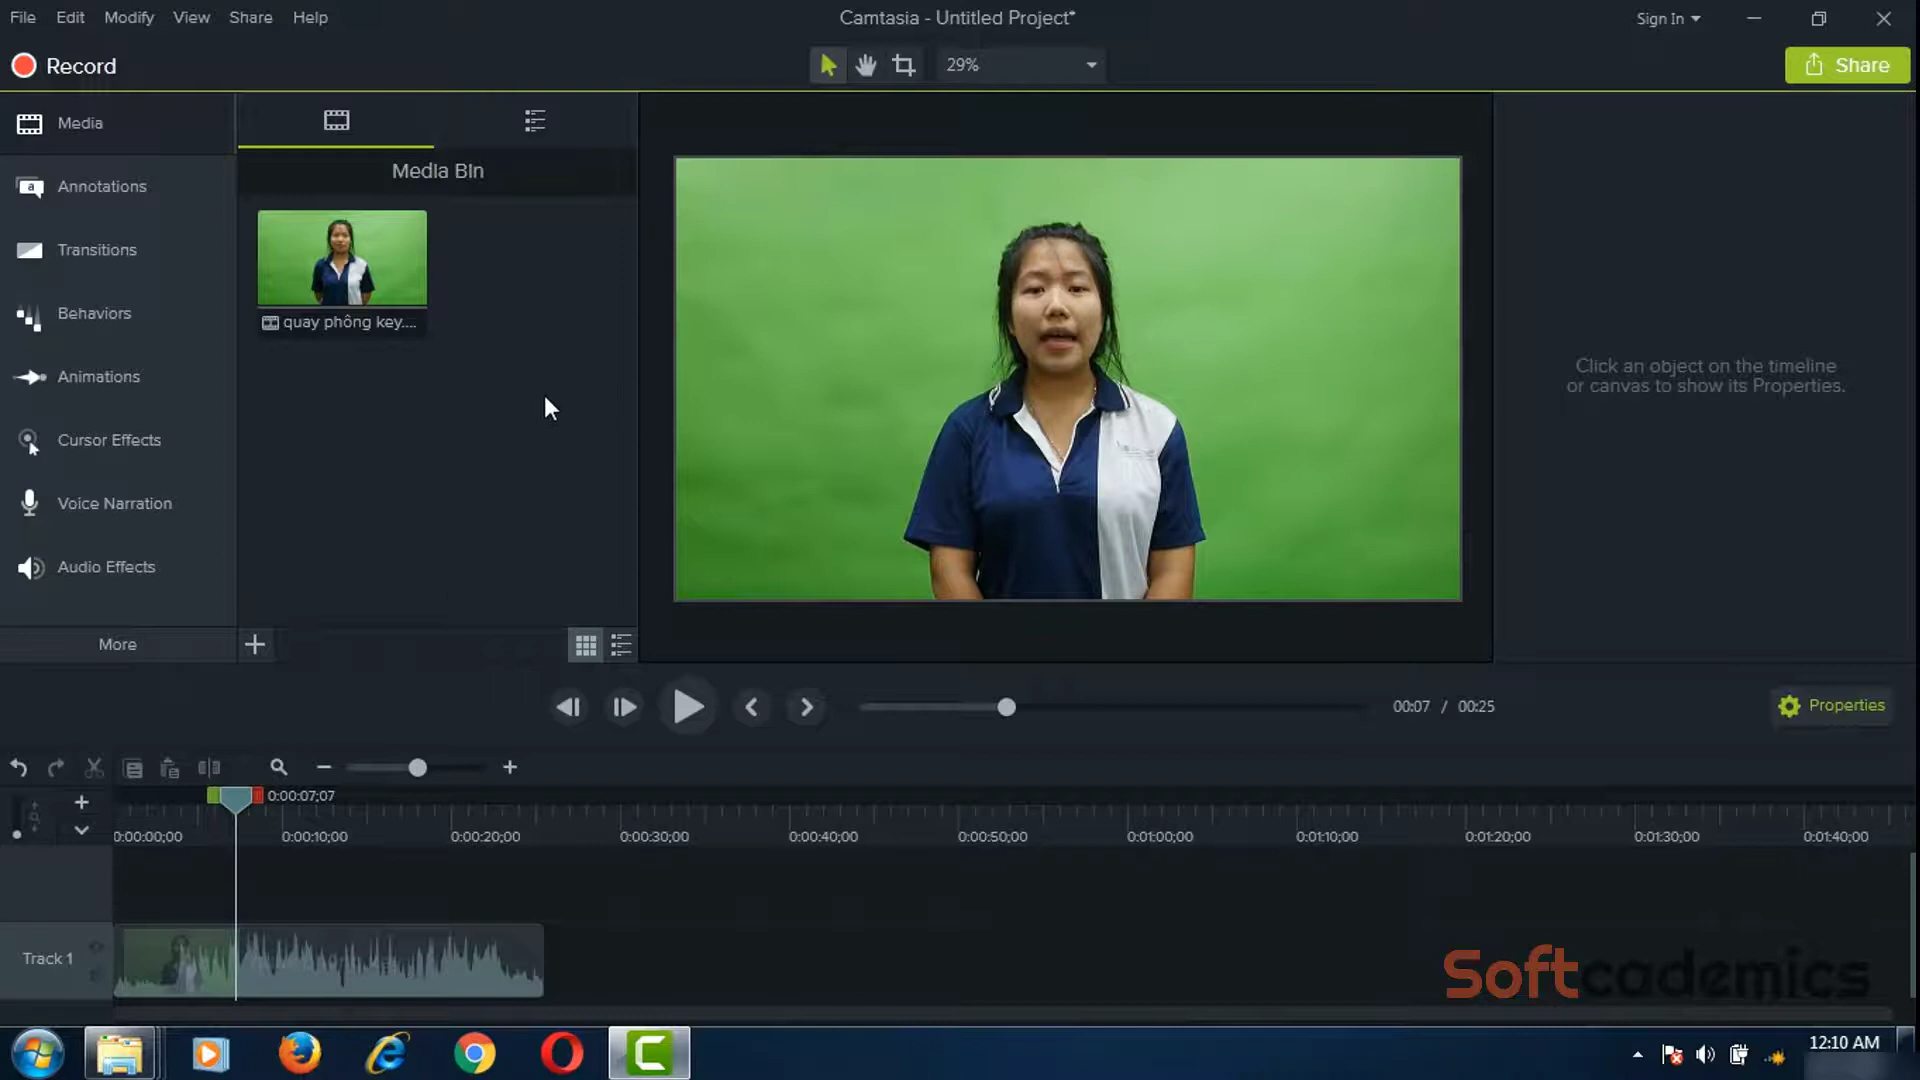 File Edit Modify View Share Help
Camtasia - Untitled Project*
Sign In
Record
29%
Share
Media
Annotations
Transitions
Behaviors
Animations
Cursor Effects
Voice Narration
Audio Effects
More
Media Bin
quay phông key....
Click an object on the timeline
or canvas to show its Properties.
00:07 / 00:25
Properties
0:00:07;07
0:00:00;00 0:00:10;00 0:00:20;00 0:00:30;00 0:00:40;00 0:00:50;00 0:01:00;00 0:01:10;00 0:01:20;00 0:01:30;00 0:01:40;00
Track 1
Softcademics
12:10 AM